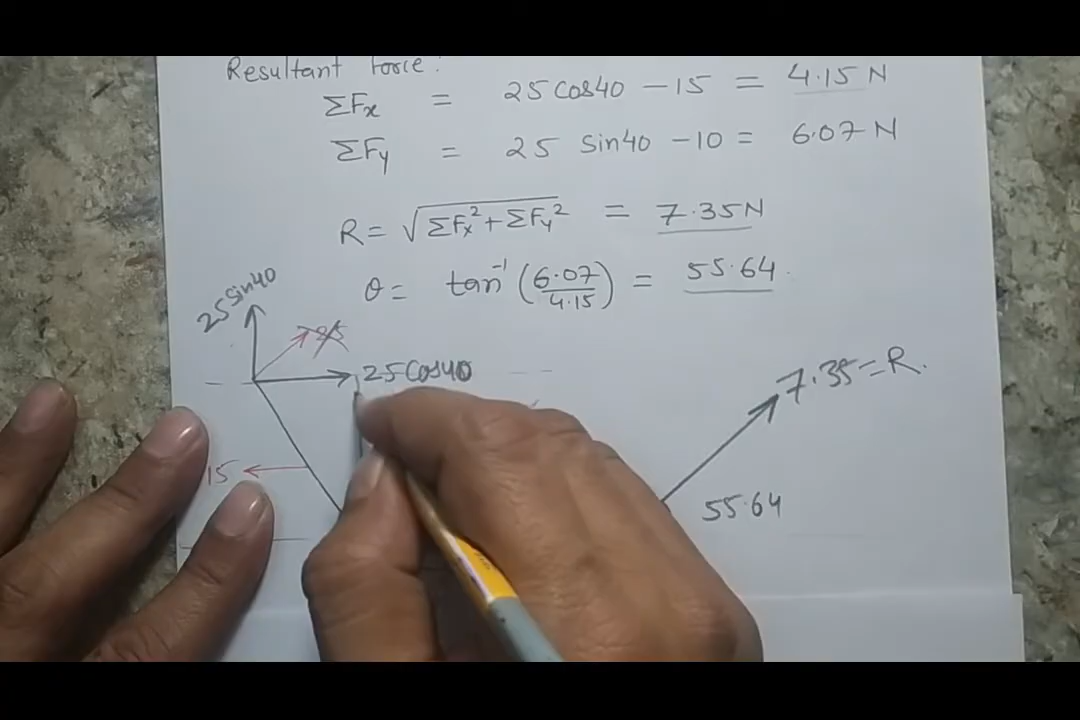 Resultant Force:
ΣFx = 25 cos40 - 15 = 4.15 N
ΣFy = 25 sin40 - 10 = 6.07 N
R = √ΣFx² + ΣFy² = 7.35N
θ = tan⁻¹ (6.07/4.15) = 55.64
25 sin40
25 Cos40
7.35 = R.
15
55.64